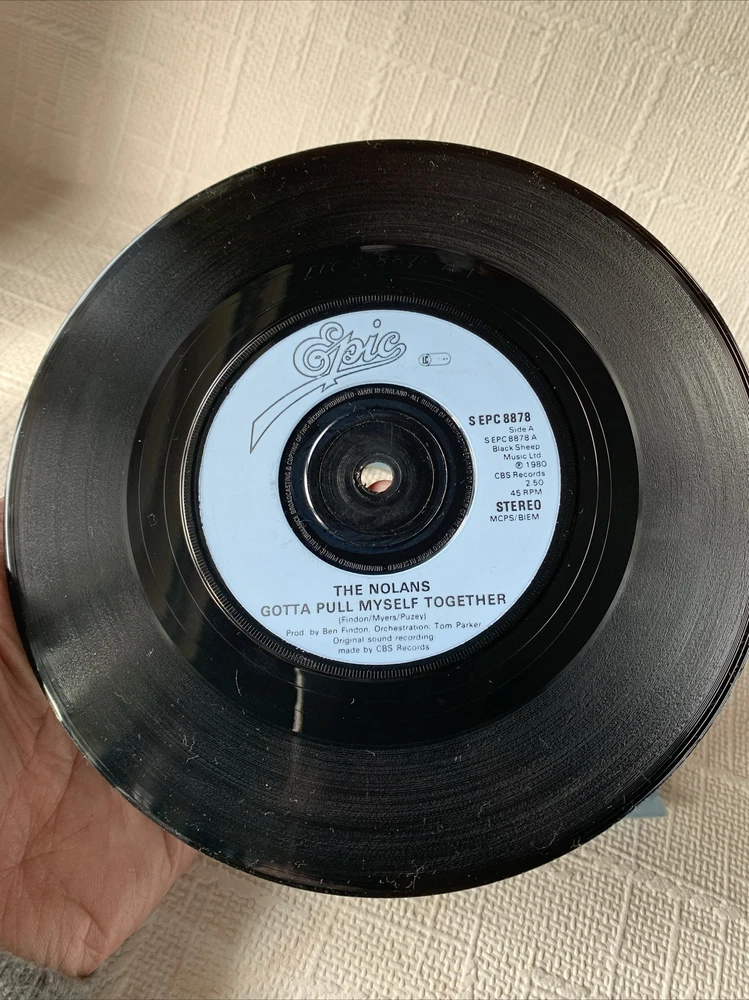 Epic
S EPC 8878
Side A
S EPC 8878 A
Black Sheep
Music Ltd.
℗ 1980
CBS Records
2.50
45 RPM
STEREO
MCPS/BIEM
THE NOLANS
GOTTA PULL MYSELF TOGETHER
(Findon/Myers/Puzey)
Prod. by Ben Findon, Orchestration: Tom Parker
Original sound recording
made by CBS Records